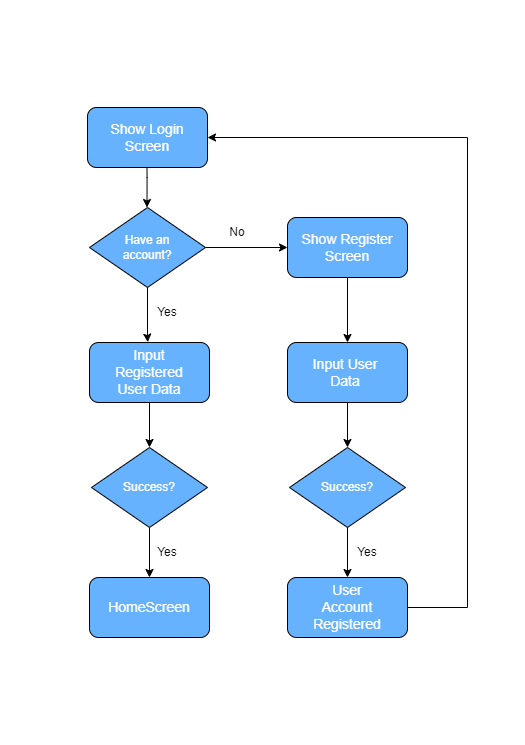 Show Login
Screen
Have an
account?
No
Show Register
Screen
Yes
Input
Registered
User Data
Input User
Data
Success?
Success?
Yes
Yes
HomeScreen
User
Account
Registered